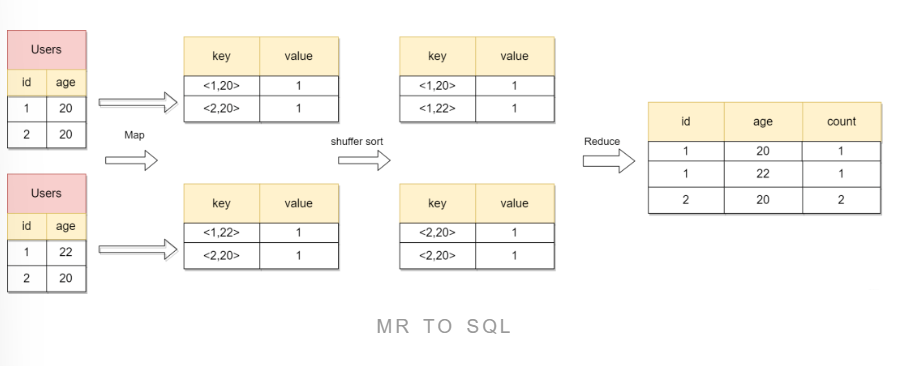 Users
id age
1 20
2 20
Users
id age
1 22
2 20
Map
key value
<1,20> 1
<2,20> 1
key value
<1,22> 1
<2,20> 1
shuffer sort
key value
<1,20> 1
<1,22> 1
key value
<2,20> 1
<2,20> 1
Reduce
id age count
1 20 1
1 22 1
2 20 2
MR TO SQL